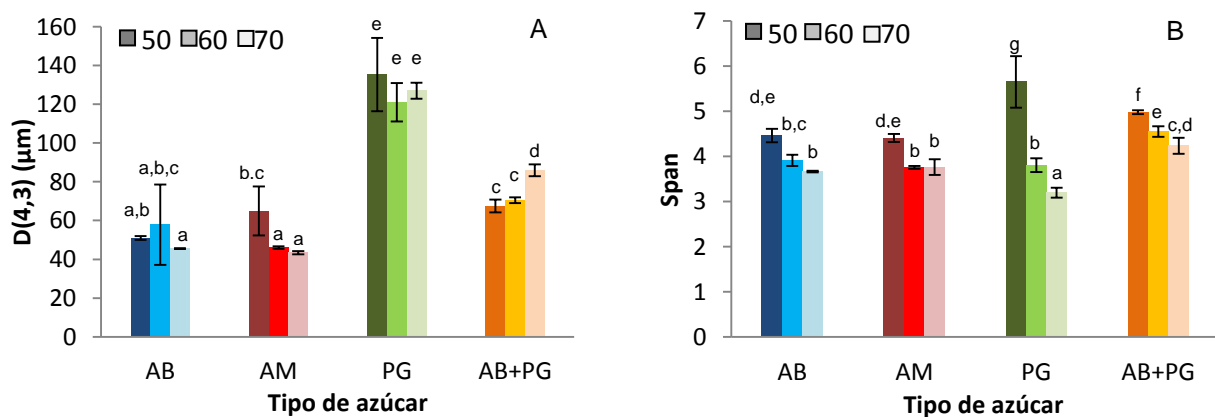 A
50 60 70
160
140
120
100
80
60
40
20
0
D(4,3) (µm)
a,b
a,b,c
a
b.c
a
a
e
e
e
c
c
d
AB AM PG AB+PG
Tipo de azúcar
B
50 60 70
7
6
5
4
3
2
1
0
Span
d,e
b,c
b
d,e
b
b
g
b
a
f
e
c,d
AB AM PG AB+PG
Tipo de azúcar